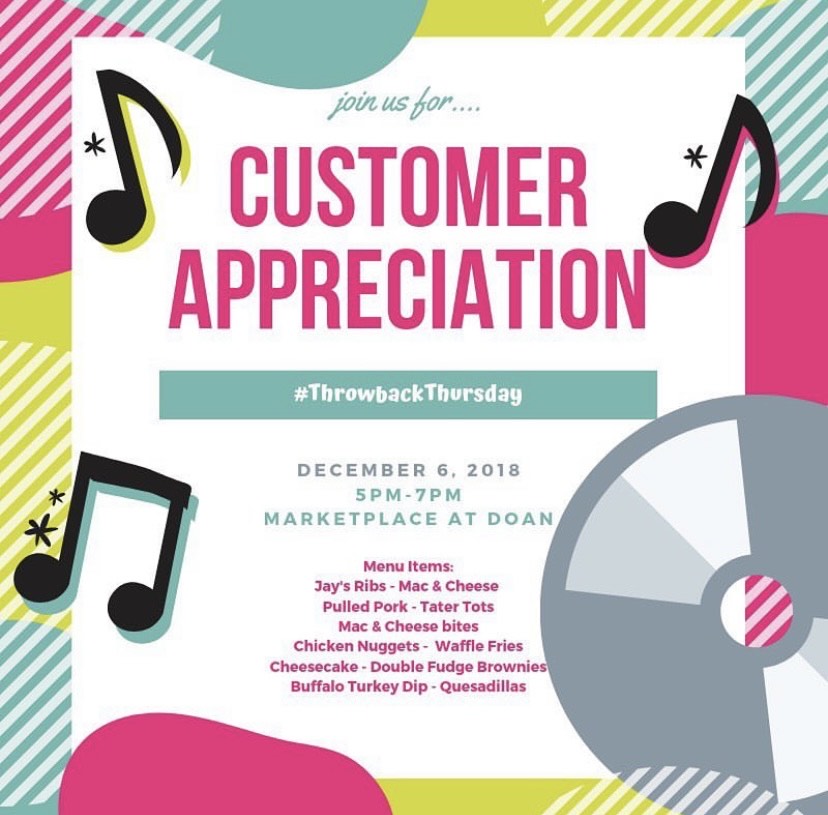 join us for....
CUSTOMER
APPRECIATION
#ThrowbackThursday
DECEMBER 6, 2018
5PM-7PM
MARKETPLACE AT DOAN
Menu Items:
Jay's Ribs - Mac & Cheese
Pulled Pork - Tater Tots
Mac & Cheese bites
Chicken Nuggets - Waffle Fries
Cheesecake - Double Fudge Brownies
Buffalo Turkey Dip - Quesadillas